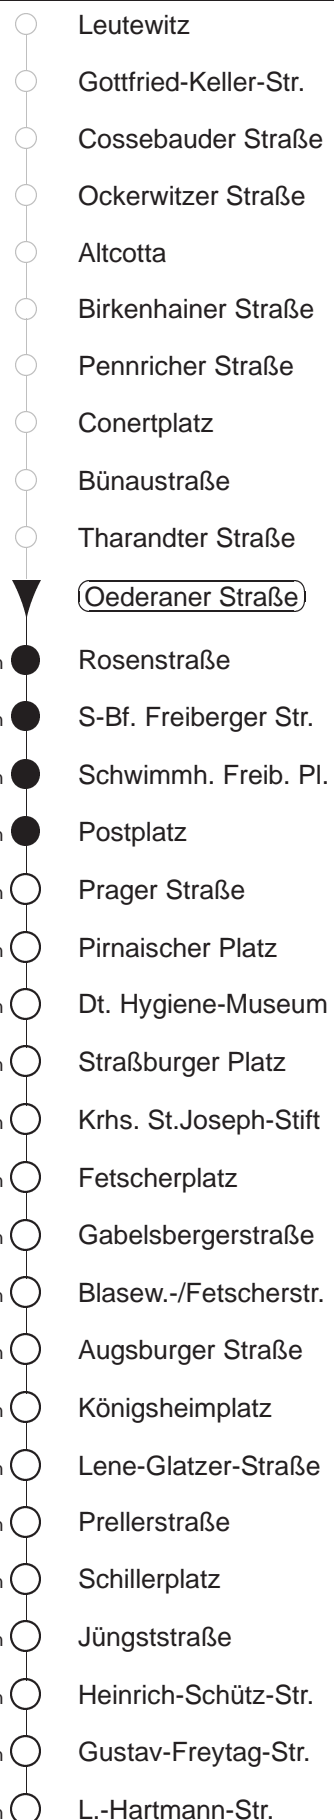 Leutewitz
Gottfried-Keller-Str.
Cossebauder Straße
Ockerwitzer Straße
Altcotta
Birkenhainer Straße
Pennricher Straße
Conertplatz
Bünaustraße
Tharandter Straße
Oederaner Straße
Rosenstraße
S-Bf. Freiberger Str.
Schwimmh. Freib. Pl.
Postplatz
Prager Straße
Pirnaischer Platz
Dt. Hygiene-Museum
Straßburger Platz
Krhs. St.Joseph-Stift
Fetscherplatz
Gabelsbergerstraße
Blasew.-/Fetscherstr.
Augsburger Straße
Königsheimplatz
Lene-Glatzer-Straße
Prellerstraße
Schillerplatz
Jüngststraße
Heinrich-Schütz-Str.
Gustav-Freytag-Str.
L.-Hartmann-Str.